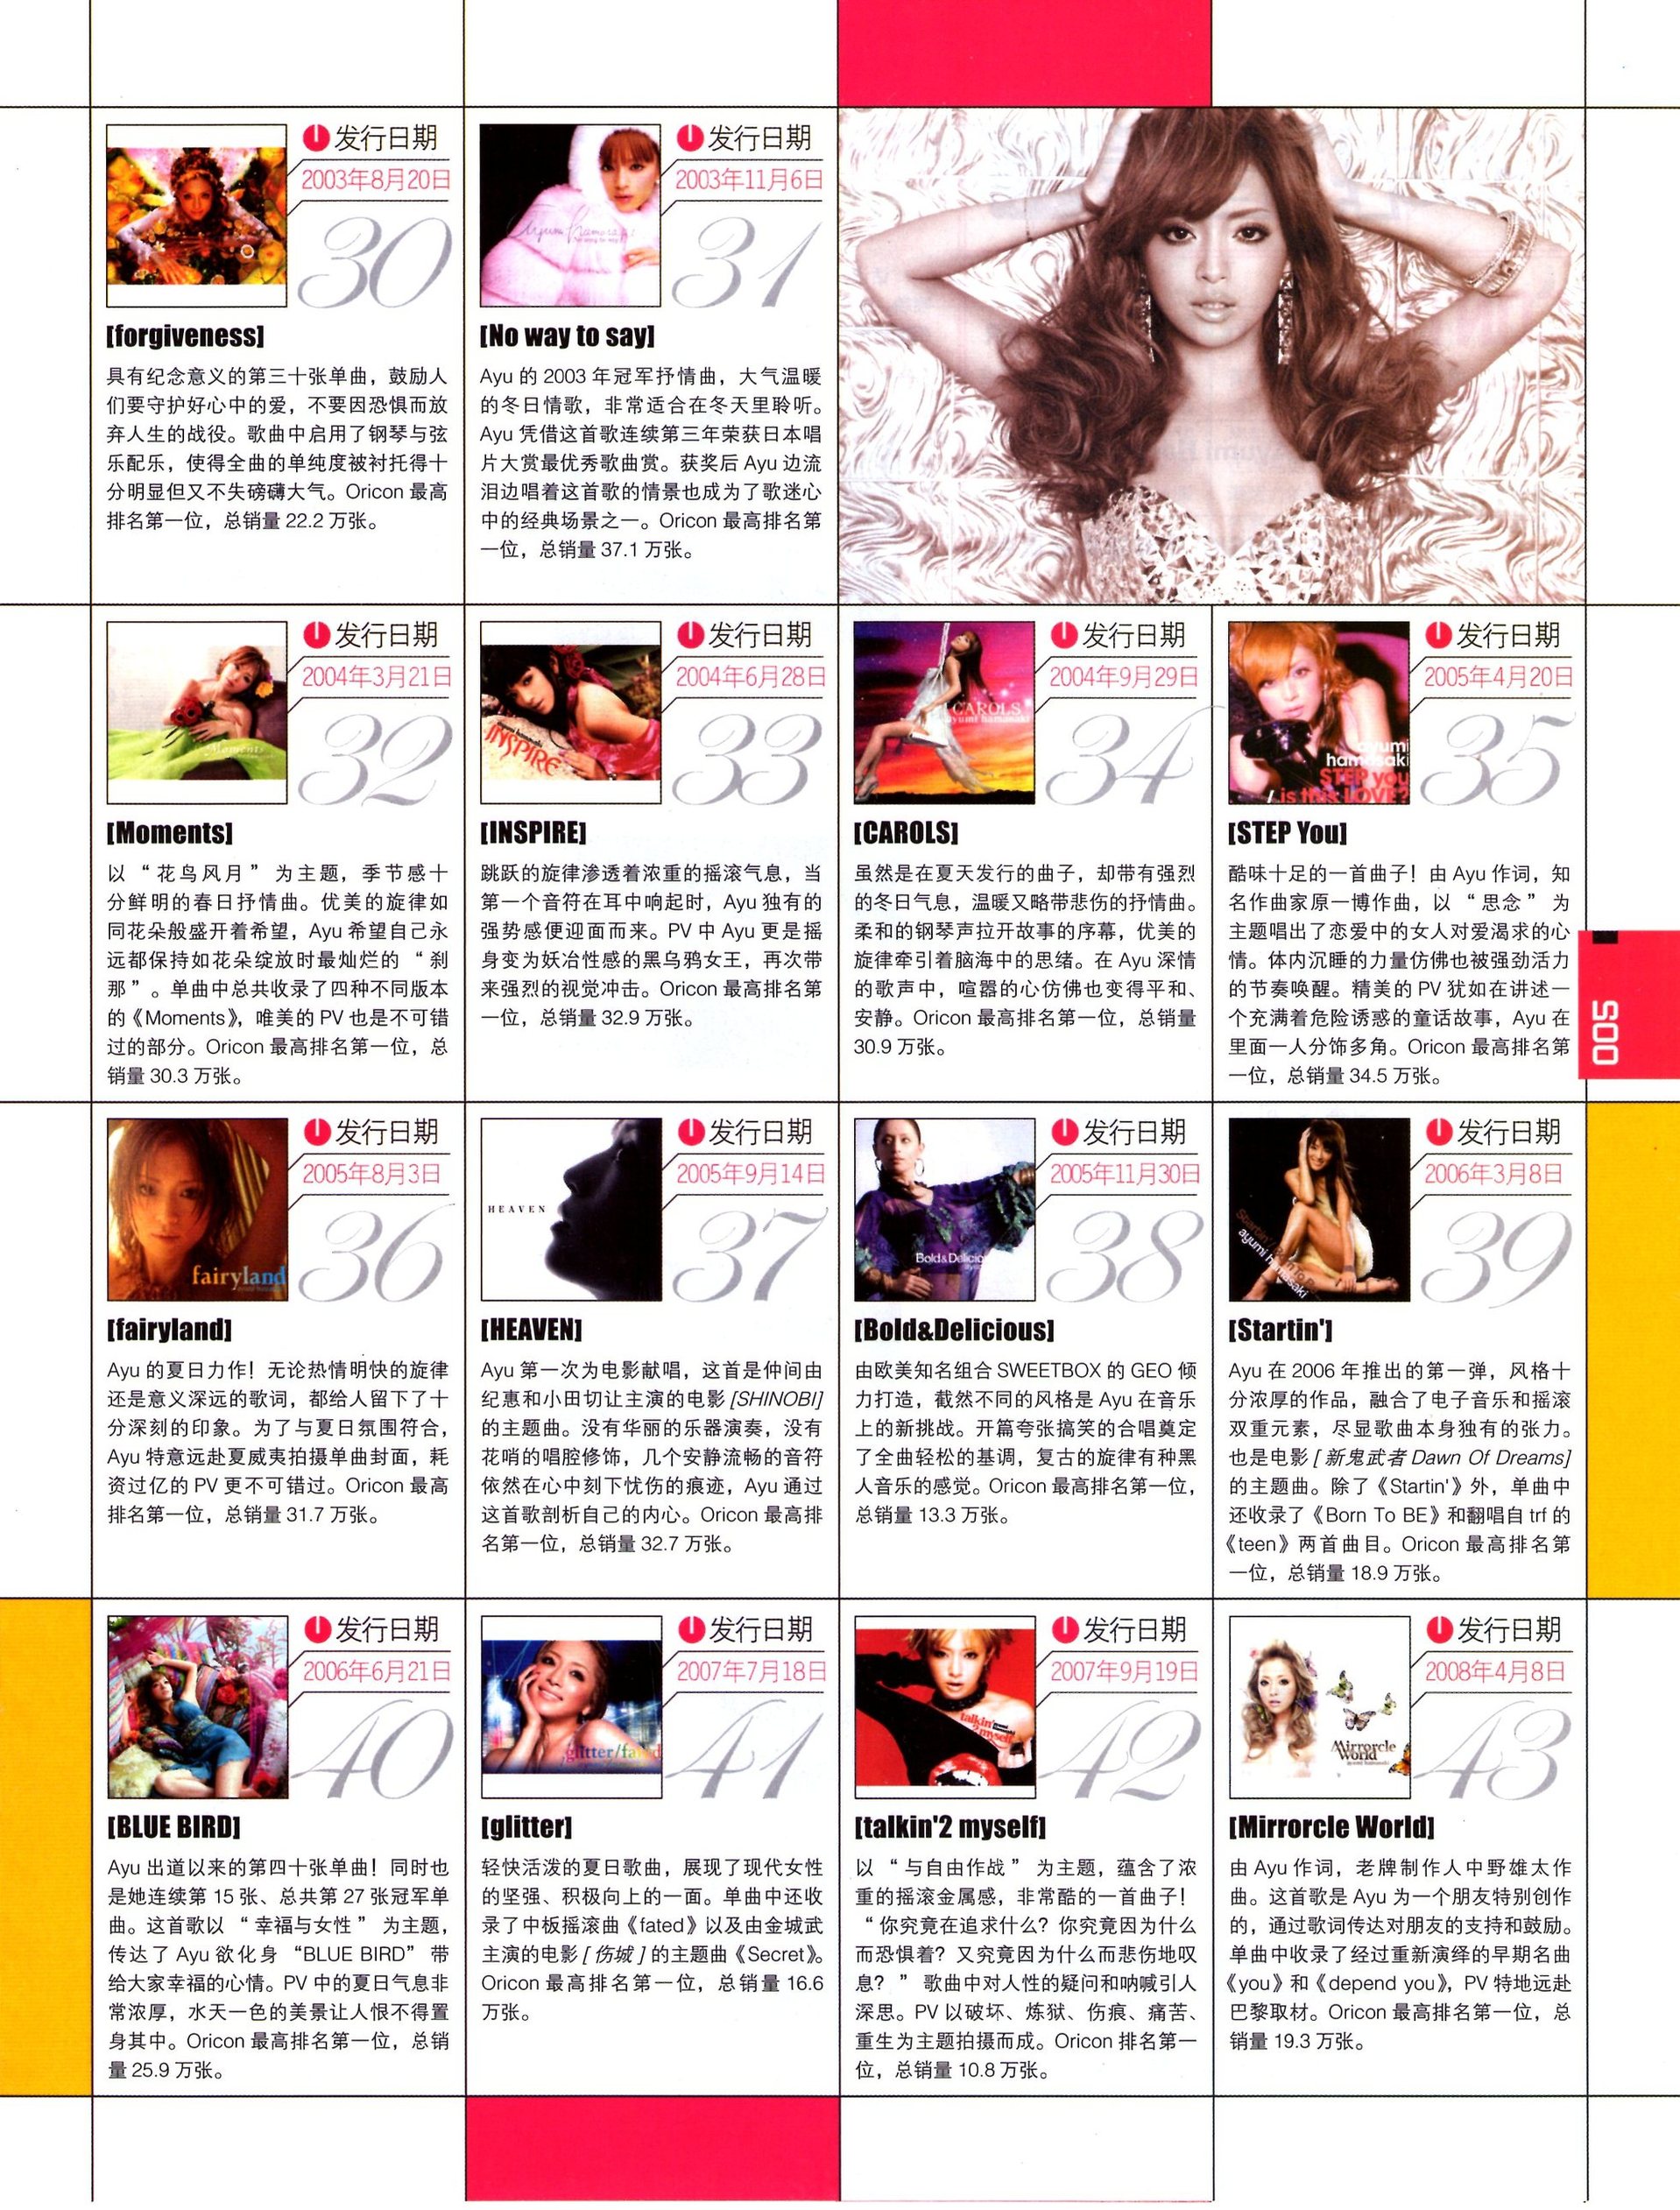 发行日期
2003年8月20日
30
[forgiveness]
具有纪念意义的第三十张单曲，鼓励人
们要守护好心中的爱，不要因恐惧而放
弃人生的战役。歌曲中启用了钢琴与弦
乐配乐，使得全曲的单纯度被衬托得十
分明显但又不失磅礴大气。Oricon 最高
排名第一位，总销量 22.2 万张。
发行日期
2003年11月6日
31
[No way to say]
Ayu 的 2003 年冠军抒情曲，大气温暖
的冬日情歌，非常适合在冬天里聆听。
Ayu 凭借这首歌连续第三年荣获日本唱
片大赏最优秀歌曲赏。获奖后 Ayu 边流
泪边唱着这首歌的情景也成为了歌迷心
中的经典场景之一。Oricon 最高排名第
一位，总销量 37.1 万张。
发行日期
2004年3月21日
Moments
32
[Moments]
以 “ 花鸟风月 ” 为主题，季节感十
分鲜明的春日抒情曲。优美的旋律如
同花朵般盛开着希望，Ayu 希望自己永
远都保持如花朵绽放时最灿烂的 “ 刹
那 ” 。单曲中总共收录了四种不同版本
的《Moments》，唯美的 PV 也是不可错
过的部分。Oricon 最高排名第一位，总
销量 30.3 万张。
发行日期
2004年6月28日
INSPIRE
33
[INSPIRE]
跳跃的旋律渗透着浓重的摇滚气息，当
第一个音符在耳中响起时，Ayu 独有的
强势感便迎面而来。PV 中 Ayu 更是摇
身变为妖冶性感的黑乌鸦女王，再次带
来强烈的视觉冲击。Oricon 最高排名第
一位，总销量 32.9 万张。
发行日期
2004年9月29日
CAROLS
ayumi hamasaki
34
[CAROLS]
虽然是在夏天发行的曲子，却带有强烈
的冬日气息，温暖又略带悲伤的抒情曲。
柔和的钢琴声拉开故事的序幕，优美的
旋律牵引着脑海中的思绪。在 Ayu 深情
的歌声中，喧嚣的心仿佛也变得平和、
安静。Oricon 最高排名第一位，总销量
30.9 万张。
发行日期
2005年4月20日
ayumi
hamasaki
STEP you
is this LOVE?
35
[STEP You]
酷味十足的一首曲子！由 Ayu 作词，知
名作曲家原一博作曲，以 “ 思念 ” 为
主题唱出了恋爱中的女人对爱渴求的心
情。体内沉睡的力量仿佛也被强劲活力
的节奏唤醒。精美的 PV 犹如在讲述一
个充满着危险诱惑的童话故事，Ayu 在
里面一人分饰多角。Oricon 最高排名第
一位，总销量 34.5 万张。
005
发行日期
2005年8月3日
fairyland
36
[fairyland]
Ayu 的夏日力作！无论热情明快的旋律
还是意义深远的歌词，都给人留下了十
分深刻的印象。为了与夏日氛围符合，
Ayu 特意远赴夏威夷拍摄单曲封面，耗
资过亿的 PV 更不可错过。Oricon 最高
排名第一位，总销量 31.7 万张。
发行日期
2005年9月14日
HEAVEN
37
[HEAVEN]
Ayu 第一次为电影献唱，这首是仲间由
纪惠和小田切让主演的电影 [SHINOBI]
的主题曲。没有华丽的乐器演奏，没有
花哨的唱腔修饰，几个安静流畅的音符
依然在心中刻下忧伤的痕迹，Ayu 通过
这首歌剖析自己的内心。Oricon 最高排
名第一位，总销量 32.7 万张。
发行日期
2005年11月30日
Bold&Delicio
38
[Bold&Delicious]
由欧美知名组合 SWEETBOX 的 GEO 倾
力打造，截然不同的风格是 Ayu 在音乐
上的新挑战。开篇夸张搞笑的合唱奠定
了全曲轻松的基调，复古的旋律有种黑
人音乐的感觉。Oricon 最高排名第一位，
总销量 13.3 万张。
发行日期
2006年3月8日
ayumi hamasaki
39
[Startin']
Ayu 在 2006 年推出的第一弹，风格十
分浓厚的作品，融合了电子音乐和摇滚
双重元素，尽显歌曲本身独有的张力。
也是电影 [ 新鬼武者 Dawn Of Dreams]
的主题曲。除了《Startin'》外，单曲中
还收录了《Born To BE》和翻唱自 trf 的
《teen》两首曲目。Oricon 最高排名第
一位，总销量 18.9 万张。
发行日期
2006年6月21日
40
[BLUE BIRD]
Ayu 出道以来的第四十张单曲！同时也
是她连续第 15 张、总共第 27 张冠军单
曲。这首歌以 “ 幸福与女性 ” 为主题，
传达了 Ayu 欲化身 “BLUE BIRD” 带
给大家幸福的心情。PV 中的夏日气息非
常浓厚，水天一色的美景让人恨不得置
身其中。Oricon 最高排名第一位，总销
量 25.9 万张。
发行日期
2007年7月18日
glitter/fated
41
[glitter]
轻快活泼的夏日歌曲，展现了现代女性
的坚强、积极向上的一面。单曲中还收
录了中板摇滚曲《fated》以及由金城武
主演的电影 [ 伤城 ] 的主题曲《Secret》。
Oricon 最高排名第一位，总销量 16.6
万张。
发行日期
2007年9月19日
talkin'
2 myself
42
[talkin'2 myself]
以 “ 与自由作战 ” 为主题，蕴含了浓
重的摇滚金属感，非常酷的一首曲子！
“ 你究竟在追求什么？你究竟因为什么
而恐惧着？又究竟因为什么而悲伤地叹
息？ ” 歌曲中对人性的疑问和呐喊引人
深思。PV 以破坏、炼狱、伤痕、痛苦、
重生为主题拍摄而成。Oricon 排名第一
位，总销量 10.8 万张。
发行日期
2008年4月8日
Mirrorcle
World
43
[Mirrorcle World]
由 Ayu 作词，老牌制作人中野雄太作
曲。这首歌是 Ayu 为一个朋友特别创作
的，通过歌词传达对朋友的支持和鼓励。
单曲中收录了经过重新演绎的早期名曲
《you》和《depend you》，PV 特地远赴
巴黎取材。Oricon 最高排名第一位，总
销量 19.3 万张。